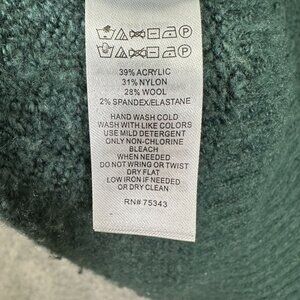 39% ACRYLIC
31% NYLON
28% WOOL
2% SPANDEX/ELASTANE
HAND WASH COLD
WASH WITH LIKE COLORS
USE MILD DETERGENT
ONLY NON-CHLORINE
BLEACH
WHEN NEEDED
DO NOT WRING OR TWIST
DRY FLAT
LOW IRON IF NEEDED
OR DRY CLEAN
RN# 75343